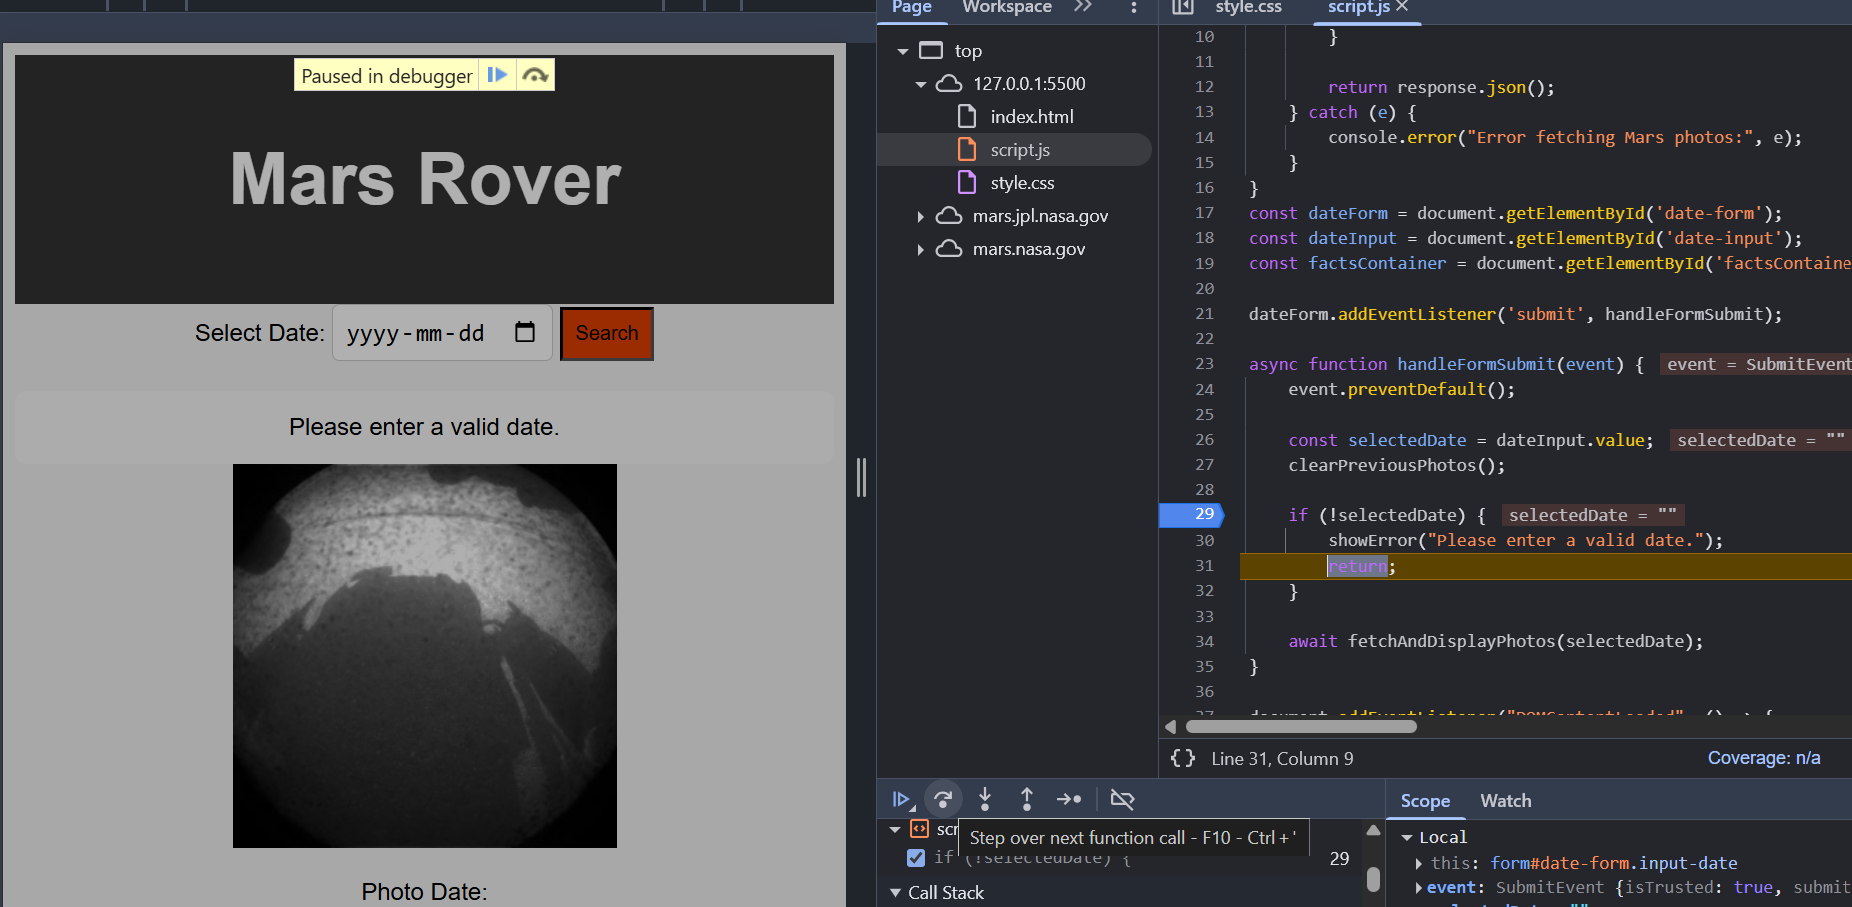 Paused in debugger
Mars Rover
Select Date: yyyy-mm-dd Search
Please enter a valid date.
Photo Date:
Page Workspace
top
127.0.0.1:5500
index.html
script.js
style.css
mars.jpl.nasa.gov
mars.nasa.gov
style.css script.js
10 }
11
12 return response.json();
13 } catch (e) {
14 console.error("Error fetching Mars photos:", e);
15 }
16 }
17 const dateForm = document.getElementById('date-form');
18 const dateInput = document.getElementById('date-input');
19 const factsContainer = document.getElementById('factsContaine
20
21 dateForm.addEventListener('submit', handleFormSubmit);
22
23 async function handleFormSubmit(event) { event = SubmitEvent
24 event.preventDefault();
25
26 const selectedDate = dateInput.value; selectedDate = ""
27 clearPreviousPhotos();
28
29 if (!selectedDate) { selectedDate = ""
30 showError("Please enter a valid date.");
31 return;
32 }
33
34 await fetchAndDisplayPhotos(selectedDate);
35 }
36
{} Line 31, Column 9 Coverage: n/a
scr
Step over next function call - F10 - Ctrl + '
if (!selectedDate) { 29
Call Stack
Scope Watch
Local
this: form#date-form.input-date
event: SubmitEvent {isTrusted: true, submit